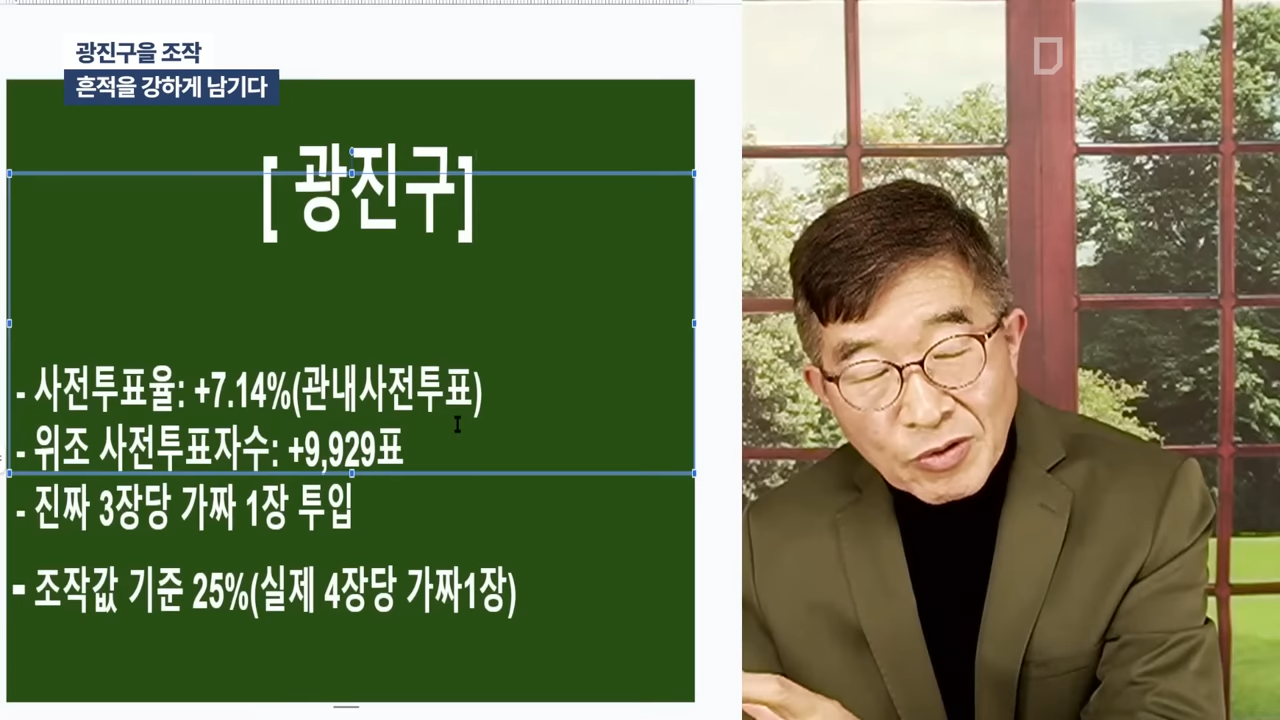 광진구을 조작
흔적을 강하게 남기다
[ 광진구]
- 사전투표율: +7.14%(관내사전투표)
- 위조 사전투표자수: +9,929표
- 진짜 3장당 가짜 1장 투입
- 조작값 기준 25%(실제 4장당 가짜1장)